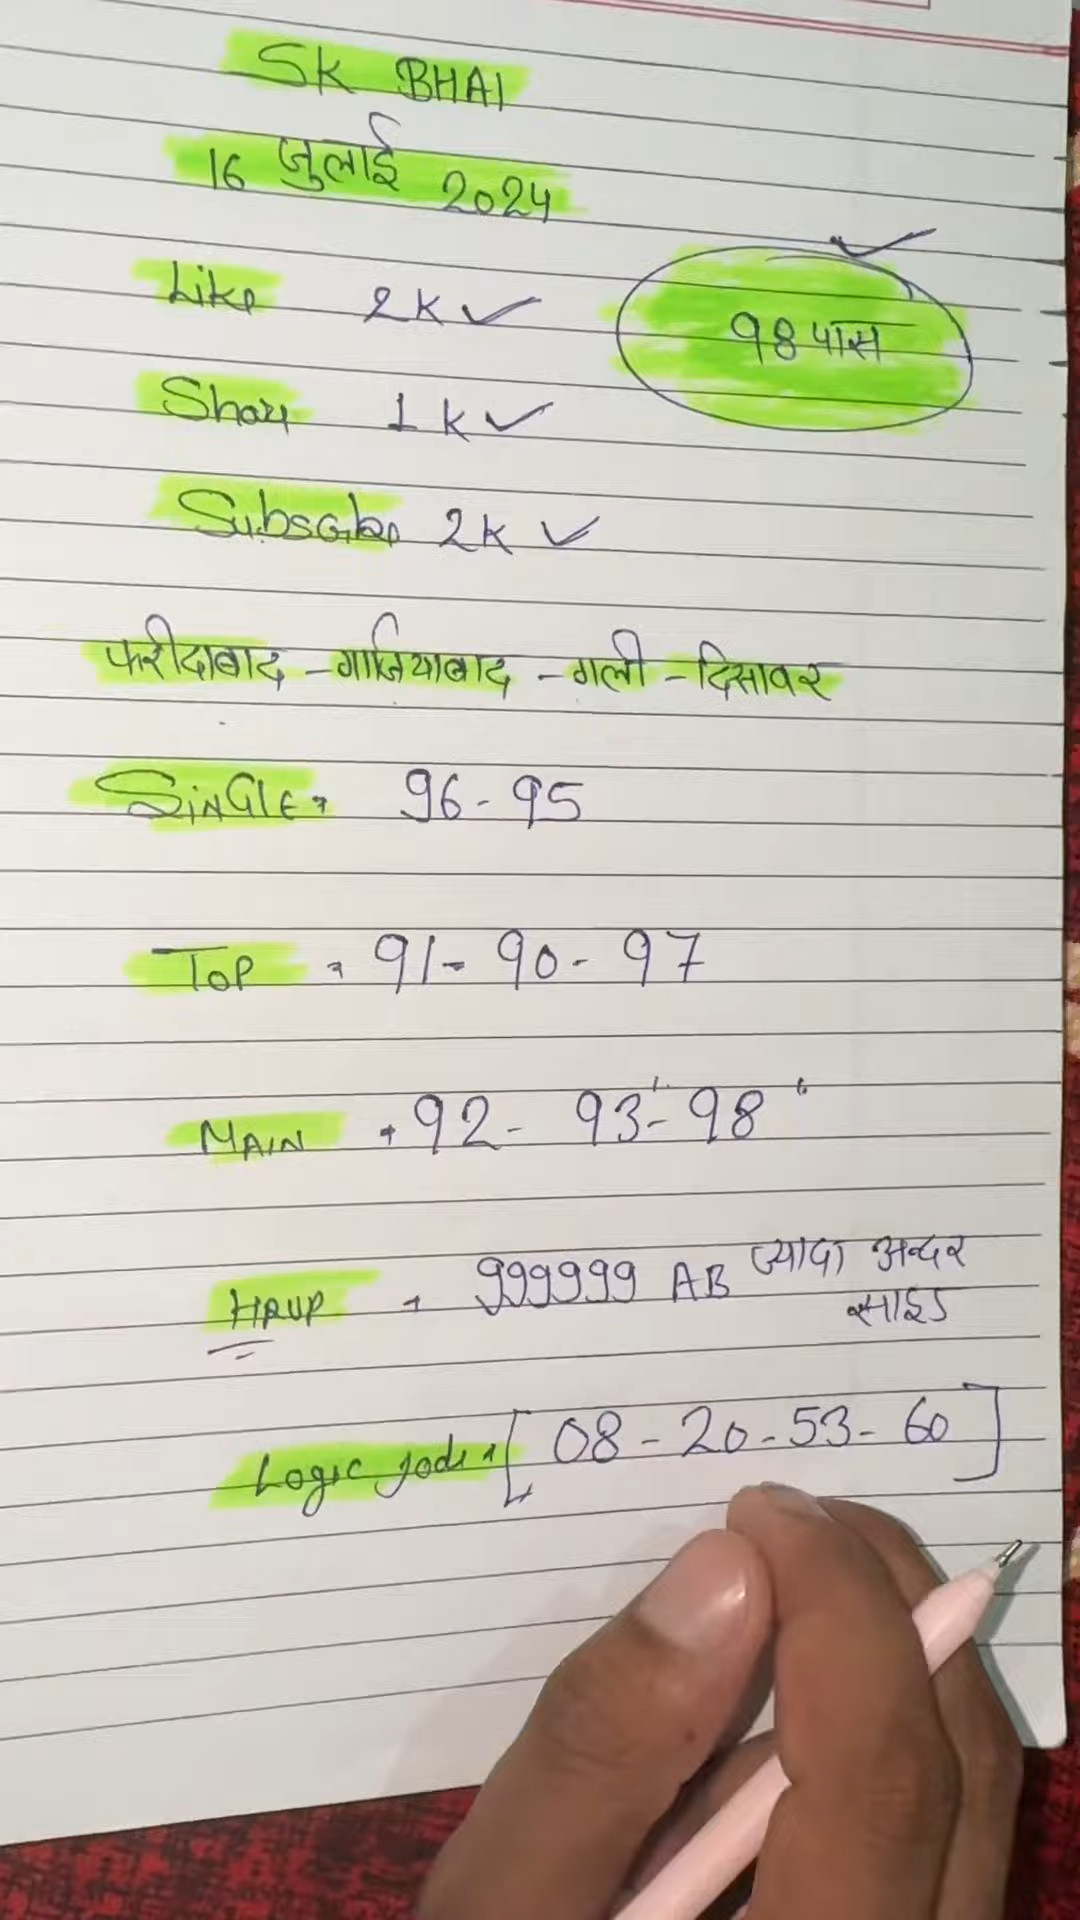 SK BHAI
16 जुलाई 2024
Like 2K ✓
98 पास ✓
Share 1K ✓
Subscribe 2K ✓
फरीदाबाद - गाजियाबाद - गली - दिसावर
SiNGlE 96 - 95
TOP 91 - 90 - 97
MAIN 92 - 93 - 98
HRUP 999999 AB ज्यादा अन्दर
साइड
Logic Jodi [ 08 - 20 - 53 - 60 ]